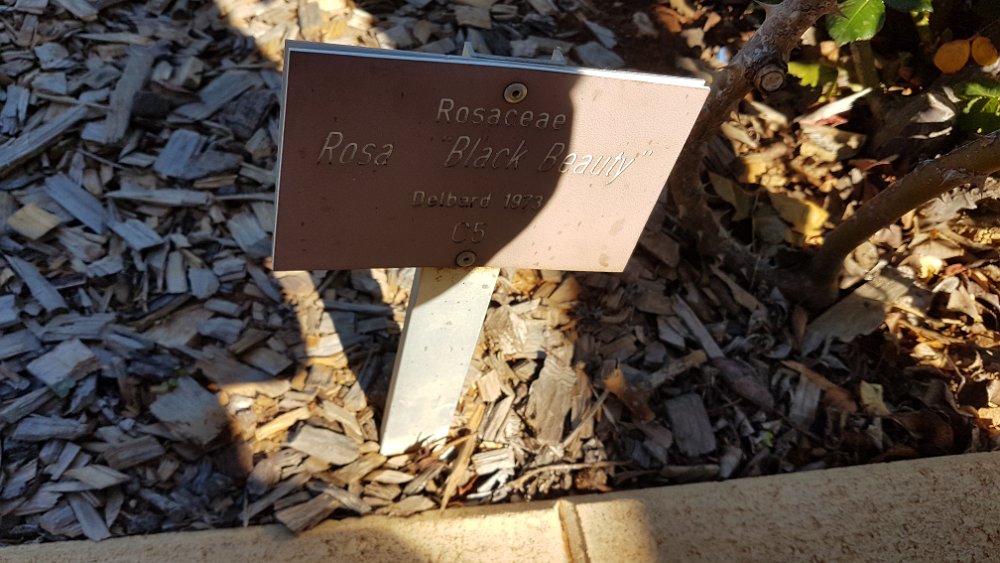 Rosaceae
Rosa "Black Beauty"
Delbard 1973
C5